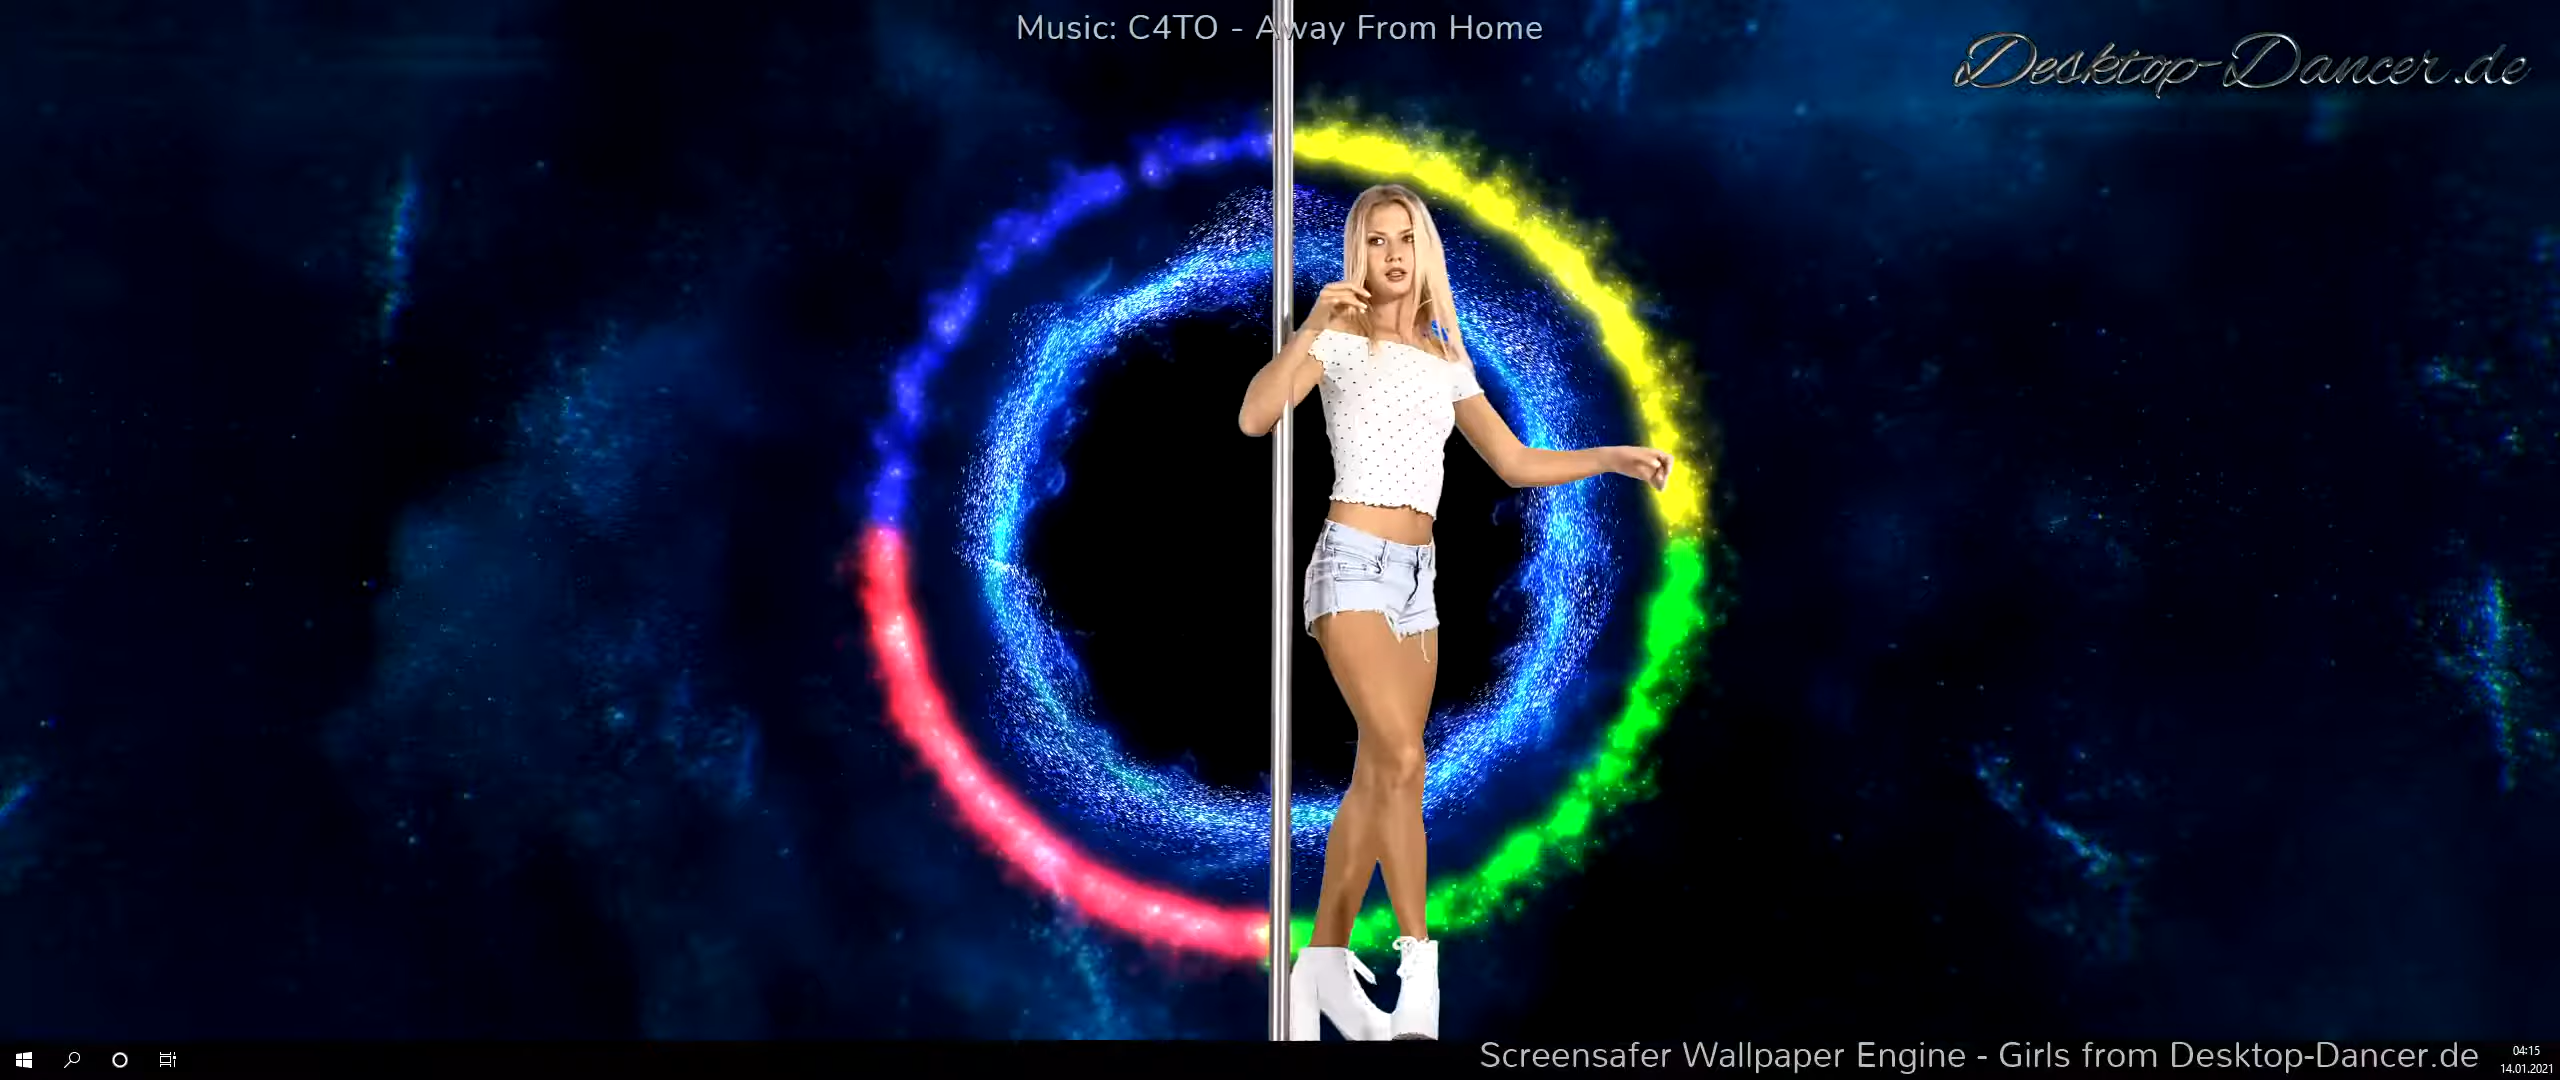 Music: C4TO - Away From Home
Desktop-Dancer.de
Screensafer Wallpaper Engine - Girls from Desktop-Dancer.de
04:15
14.01.2021